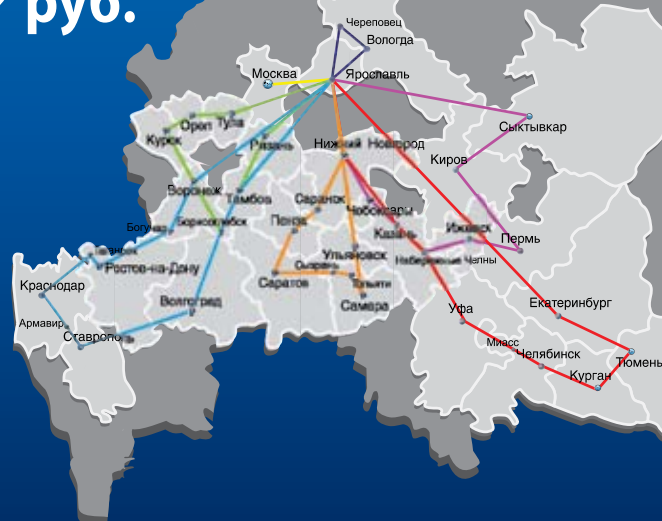 руб.
Череповец
Вологда
Москва
Ярославль
Орел Тула
Курск
Рязань
Нижний Новгород
Сыктывкар
Киров
Воронеж
Тамбов
Саранск
Чебоксары
Богучар
Борисоглебск
Пенза
Казань
Ижевск
Пермь
Ульяновск
Набережные Челны
Ростов-на-Дону
Сызрань
Саратов
Тольятти
Краснодар
Волгоград
Самара
Екатеринбург
Уфа
Армавир
Ставрополь
Миасс
Челябинск
Тюмень
Курган